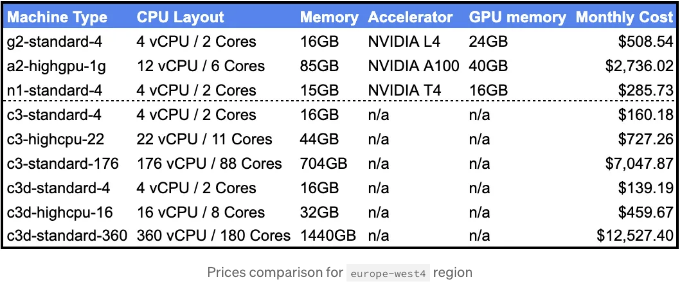 Machine Type CPU Layout Memory Accelerator GPU memory Monthly Cost
g2-standard-4 4 vCPU / 2 Cores 16GB NVIDIA L4 24GB $508.54
a2-highgpu-1g 12 vCPU / 6 Cores 85GB NVIDIA A100 40GB $2,736.02
n1-standard-4 4 vCPU / 2 Cores 15GB NVIDIA T4 16GB $285.73
c3-standard-4 4 vCPU / 2 Cores 16GB n/a n/a $160.18
c3-highcpu-22 22 vCPU / 11 Cores 44GB n/a n/a $727.26
c3-standard-176 176 vCPU / 88 Cores 704GB n/a n/a $7,047.87
c3d-standard-4 4 vCPU / 2 Cores 16GB n/a n/a $139.19
c3d-highcpu-16 16 vCPU / 8 Cores 32GB n/a n/a $459.67
c3d-standard-360 360 vCPU / 180 Cores 1440GB n/a n/a $12,527.40
Prices comparison for europe-west4 region